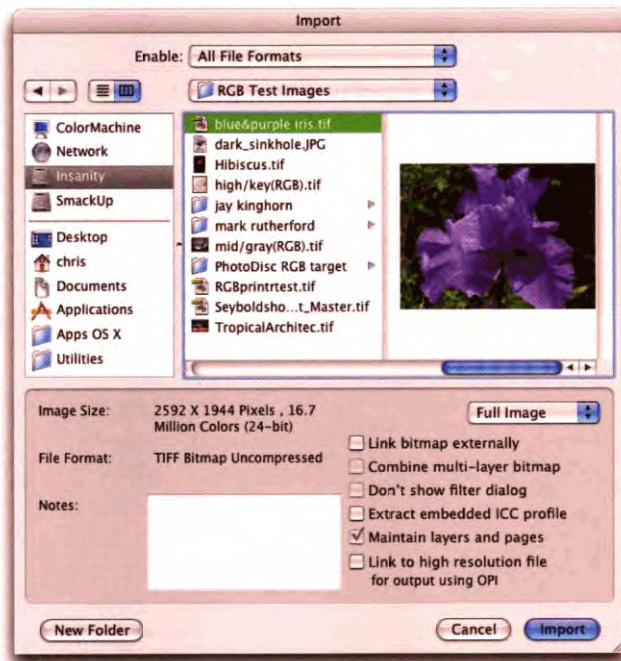 Import
Enable: All File Formats
RGB Test Images
ColorMachine
Network
Insanity
SmackUp
Desktop
chris
Documents
Applications
Apps OS X
Utilities
blue&purple iris.tif
dark_sinkhole.JPG
Hibiscus.tif
high/key(RGB).tif
jay kinghorn
mark rutherford
mid/gray(RGB).tif
PhotoDisc RGB target
RGBprintrtest.tif
Seyboldsho...t_Master.tif
TropicalArchitec.tif
Image Size: 2592 X 1944 Pixels , 16.7
Million Colors (24-bit)
File Format: TIFF Bitmap Uncompressed
Notes:
Full Image
Link bitmap externally
Combine multi-layer bitmap
Don't show filter dialog
Extract embedded ICC profile
Maintain layers and pages
Link to high resolution file
for output using OPI
New Folder
Cancel
Import